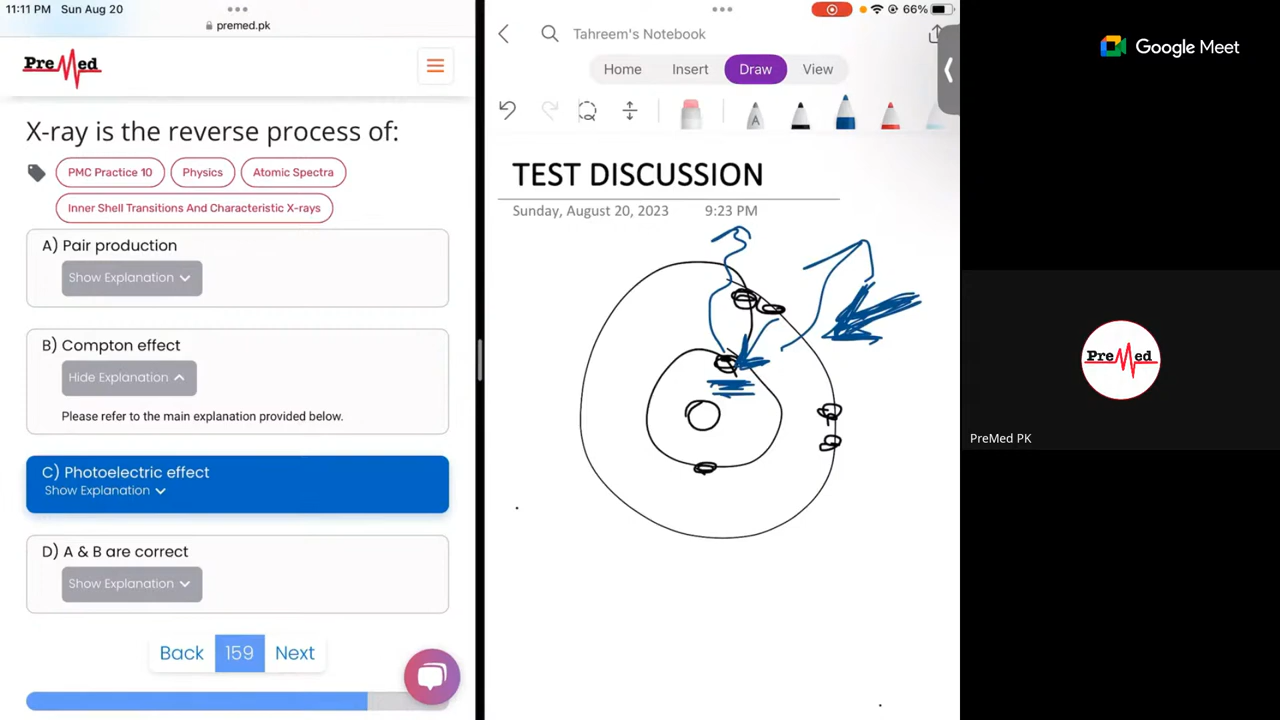 11:11 PM Sun Aug 20
premed.pk
PreMed
X-ray is the reverse process of:
PMC Practice 10
Physics
Atomic Spectra
Inner Shell Transitions And Characteristic X-rays
A) Pair production
Show Explanation
B) Compton effect
Hide Explanation
Please refer to the main explanation provided below.
C) Photoelectric effect
Show Explanation
D) A & B are correct
Show Explanation
Back 159 Next
66%
Tahreem's Notebook
Home Insert Draw View
A
TEST DISCUSSION
Sunday, August 20, 2023 9:23 PM
Google Meet
PreMed
PreMed PK